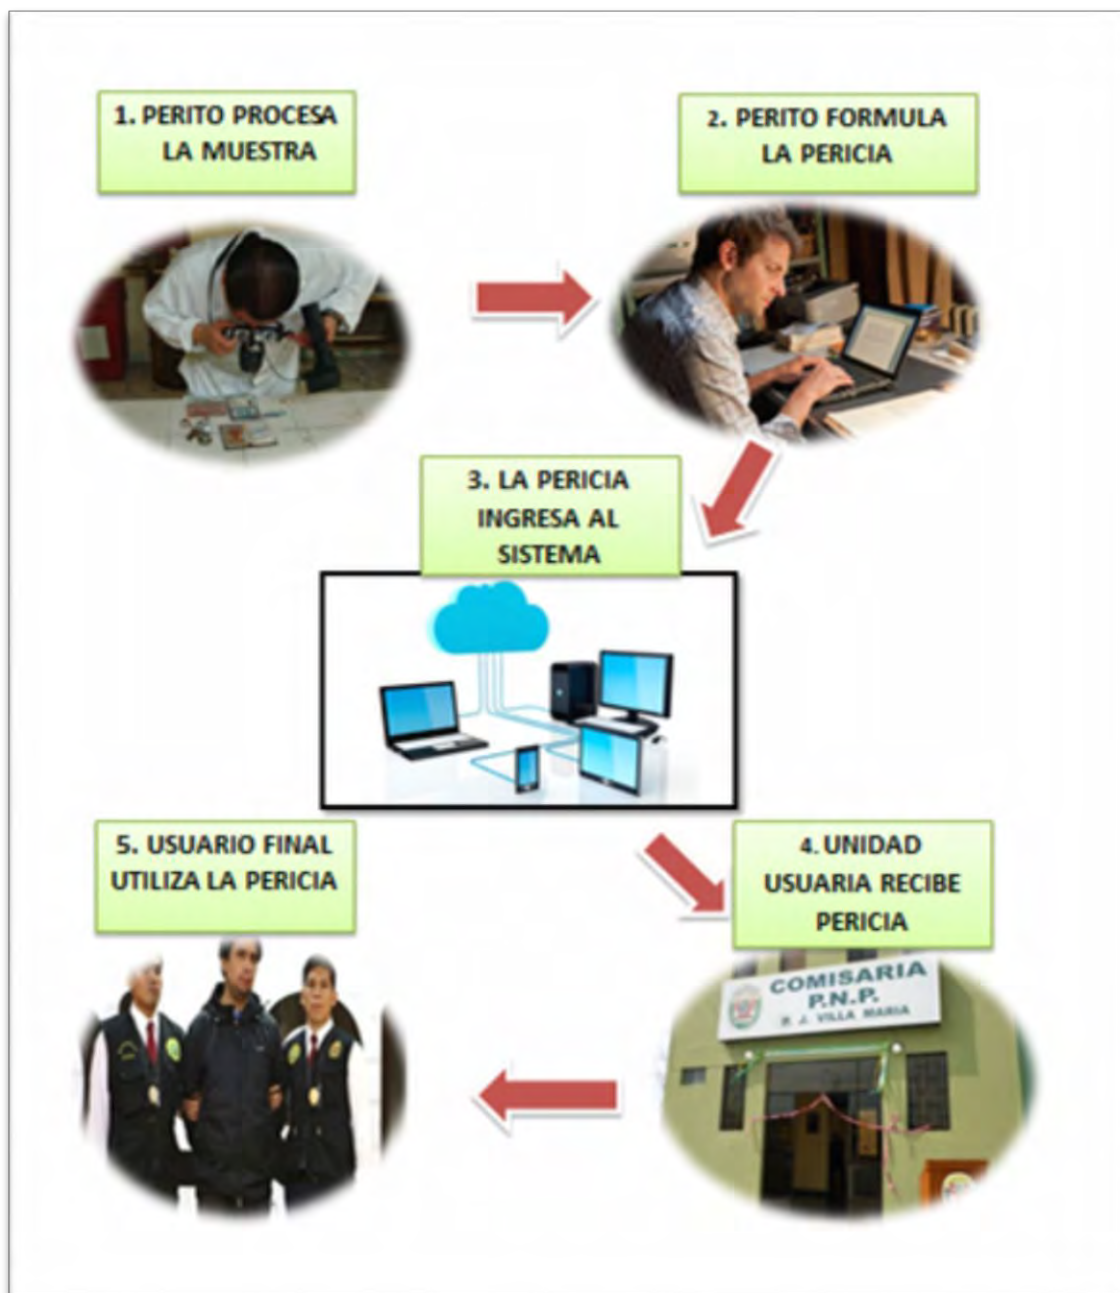 1. PERITO PROCESA
LA MUESTRA
2. PERITO FORMULA
LA PERICIA
3. LA PERICIA
INGRESA AL
SISTEMA
4. UNIDAD
USUARIA RECIBE
PERICIA
COMISARIA
P.N.P.
P. J. VILLA MARIA
5. USUARIO FINAL
UTILIZA LA PERICIA